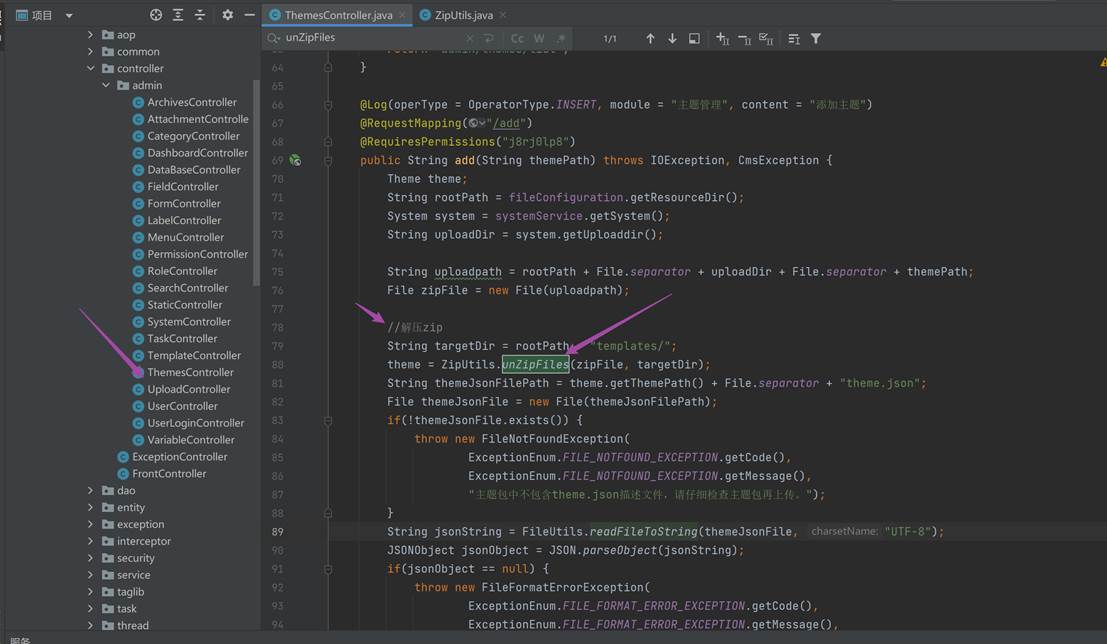 项目
ThemesController.java
ZipUtils.java
unZipFiles
Cc
W
1/1
aop
common
controller
admin
ArchivesController
AttachmentControlle
CategoryController
DashboardController
DataBaseController
FieldController
FormController
LabelController
MenuController
PermissionController
RoleController
SearchController
StaticController
SystemController
TaskController
TemplateController
ThemesController
UploadController
UserController
UserLoginController
VariableController
ExceptionController
FrontController
dao
entity
exception
interceptor
security
service
taglib
task
thread
64 }
65
66 @Log(operType = OperatorType.INSERT, module = "主题管理", content = "添加主题")
67 @RequestMapping("/add")
68 @RequiresPermissions("j8rj0lp8")
69 public String add(String themePath) throws IOException, CmsException {
70 Theme theme;
71 String rootPath = fileConfiguration.getResourceDir();
72 System system = systemService.getSystem();
73 String uploadDir = system.getUploaddir();
74
75 String uploadpath = rootPath + File.separator + uploadDir + File.separator + themePath;
76 File zipFile = new File(uploadpath);
77
78 //解压zip
79 String targetDir = rootPath "templates/";
80 theme = ZipUtils.unZipFiles(zipFile, targetDir);
81 String themeJsonFilePath = theme.getThemePath() + File.separator + "theme.json";
82 File themeJsonFile = new File(themeJsonFilePath);
83 if(!themeJsonFile.exists()) {
84 throw new FileNotFoundException(
85 ExceptionEnum.FILE_NOTFOUND_EXCEPTION.getCode(),
86 ExceptionEnum.FILE_NOTFOUND_EXCEPTION.getMessage(),
87 "主题包中不包含theme.json描述文件，请仔细检查主题包再上传。");
88 }
89 String jsonString = FileUtils.readFileToString(themeJsonFile, charsetName: "UTF-8");
90 JSONObject jsonObject = JSON.parseObject(jsonString);
91 if(jsonObject == null) {
92 throw new FileFormatErrorException(
93 ExceptionEnum.FILE_FORMAT_ERROR_EXCEPTION.getCode(),
94 ExceptionEnum.FILE_FORMAT_ERROR_EXCEPTION.getMessage(),